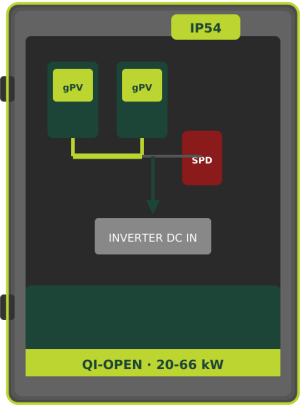 IP54
gPV gPV
SPD
INVERTER DC IN
QI-OPEN · 20-66 kW